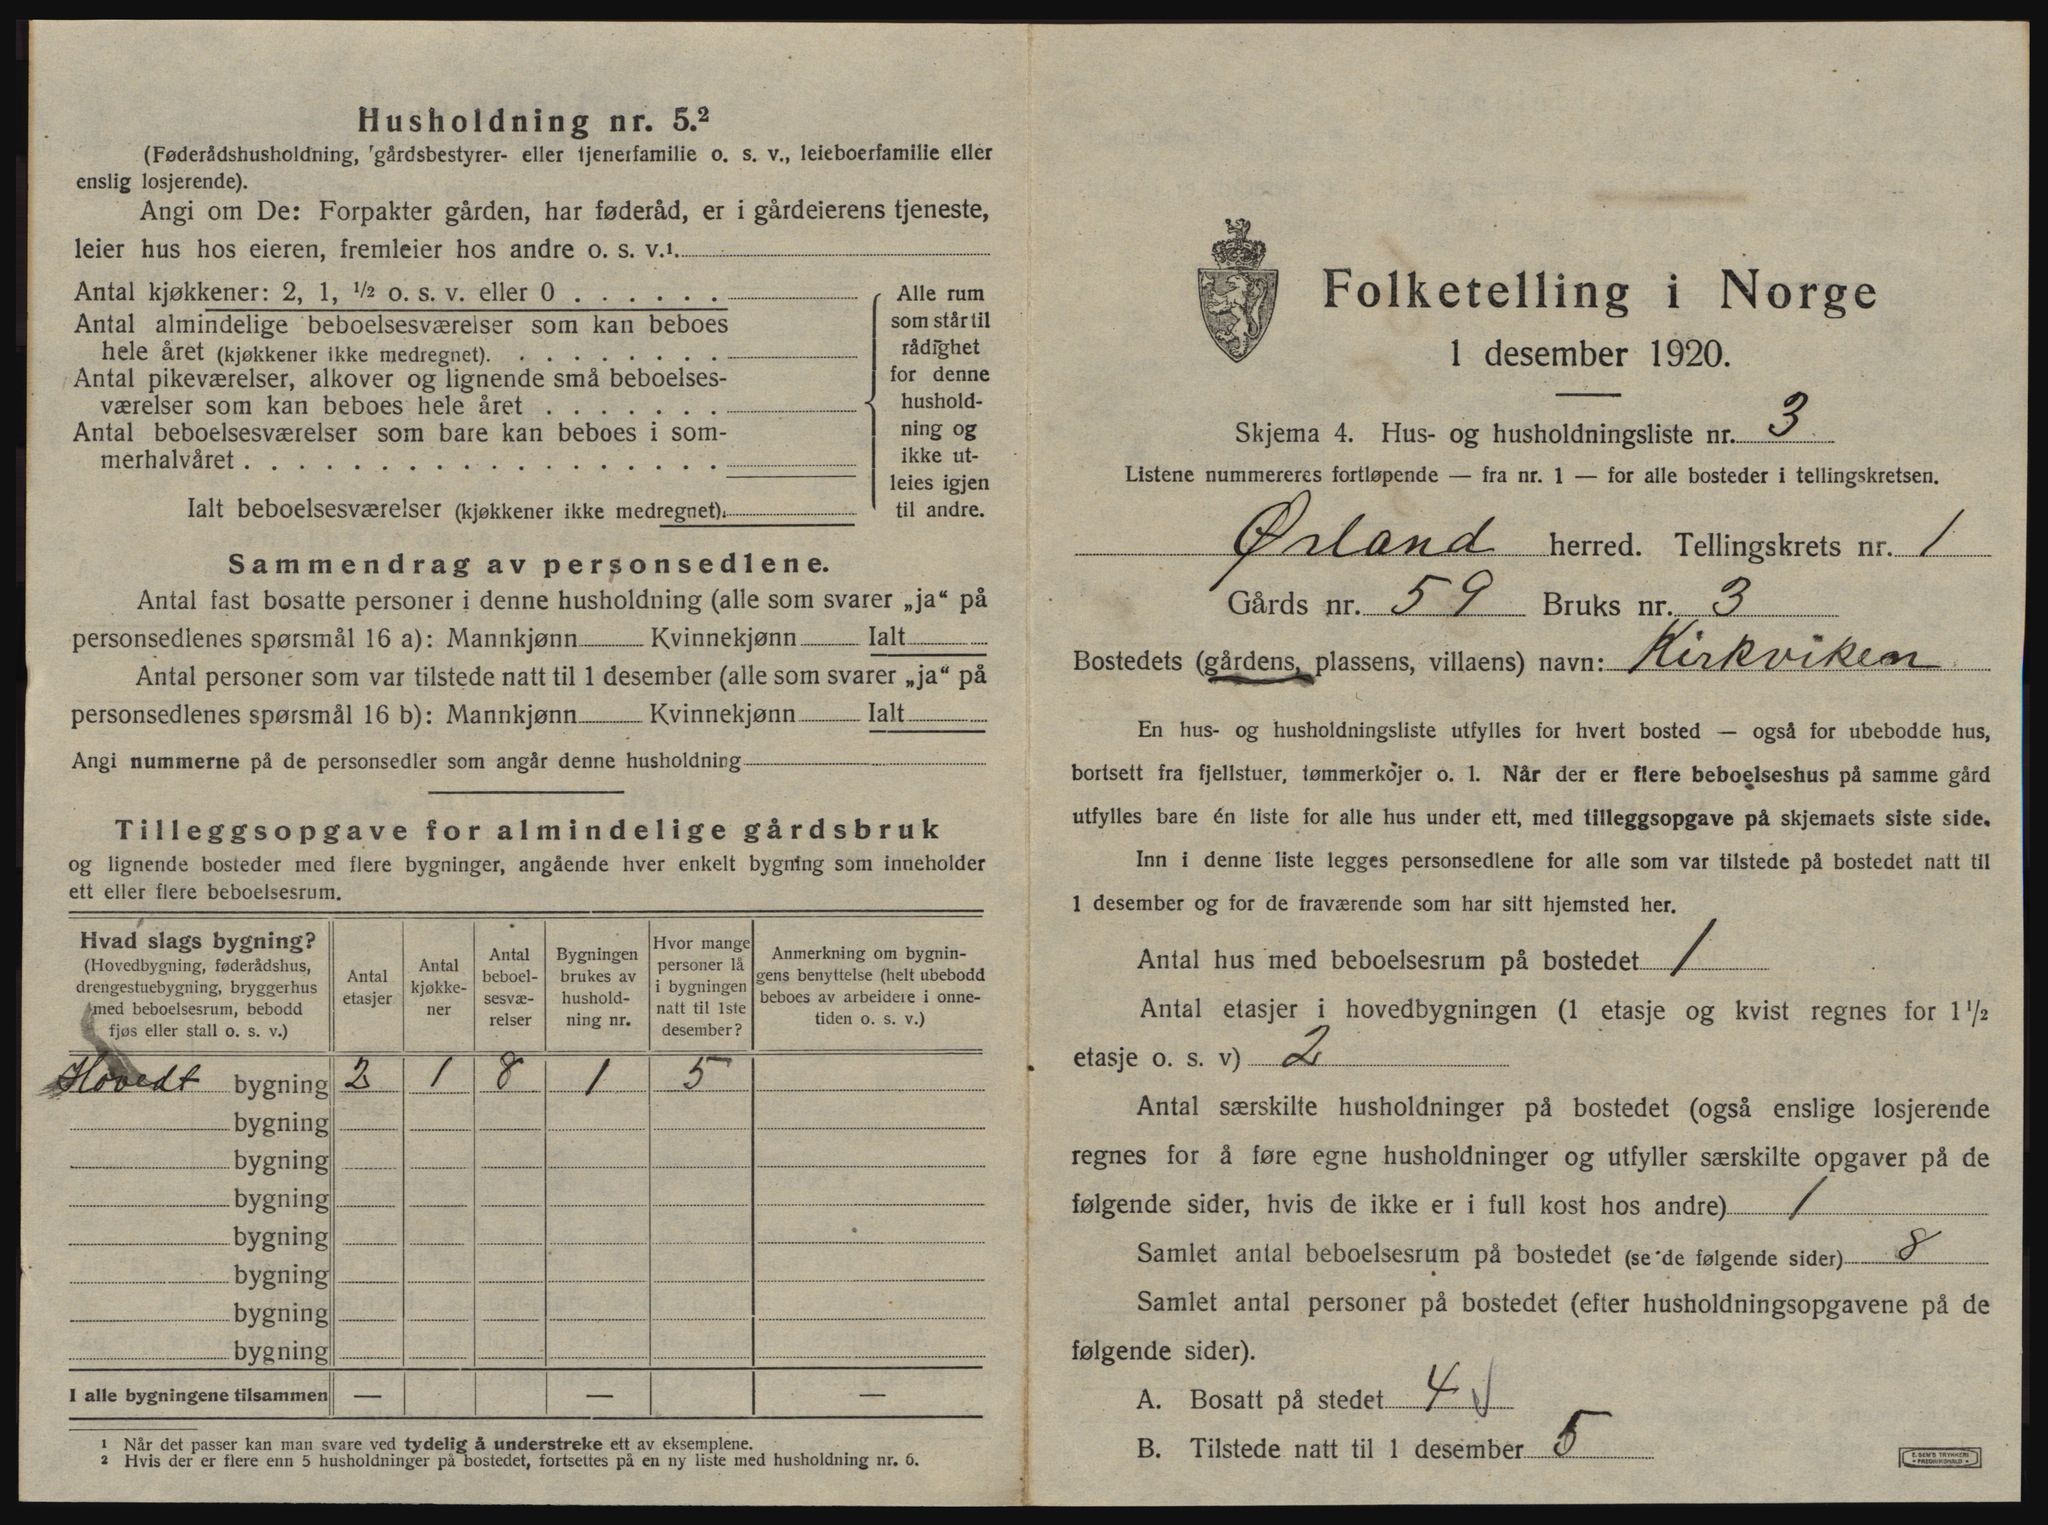 Husholdning nr. 5.²
(Føderådshusholdning, gårdsbestyrer- eller tjenerfamilie o. s. v., leieboerfamilie eller
enslig losjerende).
Angi om De: Forpakter gården, har føderåd, er i gårdeierens tjeneste,
leier hus hos eieren, fremleier hos andre o. s. v.¹
Antal kjøkkener: 2, 1, ½ o. s. v. eller 0 . . . . . .
Antal almindelige beboelsesværelser som kan beboes
hele året (kjøkkener ikke medregnet). . . . . . . . .
Antal pikeværelser, alkover og lignende små beboelses-
værelser som kan beboes hele året . . . . . . .
Antal beboelsesværelser som bare kan beboes i som-
merhalvåret . . . . . . . . . . . . . . . . . .
Ialt beboelsesværelser (kjøkkener ikke medregnet).
Alle rum
som står til
rådighet
for denne
hushold-
ning og
ikke ut-
leies igjen
til andre.
Sammendrag av personsedlene.
Antal fast bosatte personer i denne husholdning (alle som svarer „ja“ på
personsedlenes spørsmål 16 a): Mannkjønn Kvinnekjønn Ialt
Antal personer som var tilstede natt til 1 desember (alle som svarer „ja“ på
personsedlenes spørsmål 16 b): Mannkjønn Kvinnekjønn Ialt
Angi nummerne på de personsedler som angår denne husholdning
Tilleggsopgave for almindelige gårdsbruk
og lignende bosteder med flere bygninger, angående hver enkelt bygning som inneholder
ett eller flere beboelsesrum.
Hvad slags bygning?
(Hovedbygning, føderådshus,
drengestuebygning, bryggerhus
med beboelsesrum, bebodd
fjøs eller stall o. s. v.)
Antal
etasjer
Antal
kjøkke-
ner
Antal
beboel-
sesvæ-
relser
Bygningen
brukes av
hushold-
ning nr.
Hvor mange
personer lå
i bygningen
natt til 1ste
desember?
Anmerkning om bygnin-
gens benyttelse (helt ubebodd
beboes av arbeidere i onne-
tiden o. s. v.)
Hovedt bygning 2 1 8 1 5
bygning
bygning
bygning
bygning
bygning
bygning
bygning
I alle bygningene tilsammen — — —
¹ Når det passer kan man svare ved tydelig å understreke ett av eksemplene.
² Hvis der er flere enn 5 husholdninger på bostedet, fortsettes på en ny liste med husholdning nr. 6.
Folketelling i Norge
1 desember 1920.
Skjema 4. Hus- og husholdningsliste nr. 3
Listene nummereres fortløpende — fra nr. 1 — for alle bosteder i tellingskretsen.
Ørland herred. Tellingskrets nr. 1
Gårds nr. 59 Bruks nr. 3
Bostedets (gårdens, plassens, villaens) navn: Kirkviken
En hus- og husholdningsliste utfylles for hvert bosted — også for ubebodde hus,
bortsett fra fjellstuer, tømmerkojer o. l. Når der er flere beboelseshus på samme gård
utfylles bare én liste for alle hus under ett, med tilleggsopgave på skjemaets siste side.
Inn i denne liste legges personsedlene for alle som var tilstede på bostedet natt til
1 desember og for de fraværende som har sitt hjemsted her.
Antal hus med beboelsesrum på bostedet 1
Antal etasjer i hovedbygningen (1 etasje og kvist regnes for 1½
etasje o. s. v) 2
Antal særskilte husholdninger på bostedet (også enslige losjerende
regnes for å føre egne husholdninger og utfyller særskilte opgaver på de
følgende sider, hvis de ikke er i full kost hos andre) 1
Samlet antal beboelsesrum på bostedet (se de følgende sider) 8
Samlet antal personer på bostedet (efter husholdningsopgavene på de
følgende sider).
A. Bosatt på stedet 4
B. Tilstede natt til 1 desember 5
E. SEM'S TRYKKERI
FREDRIKSHALD